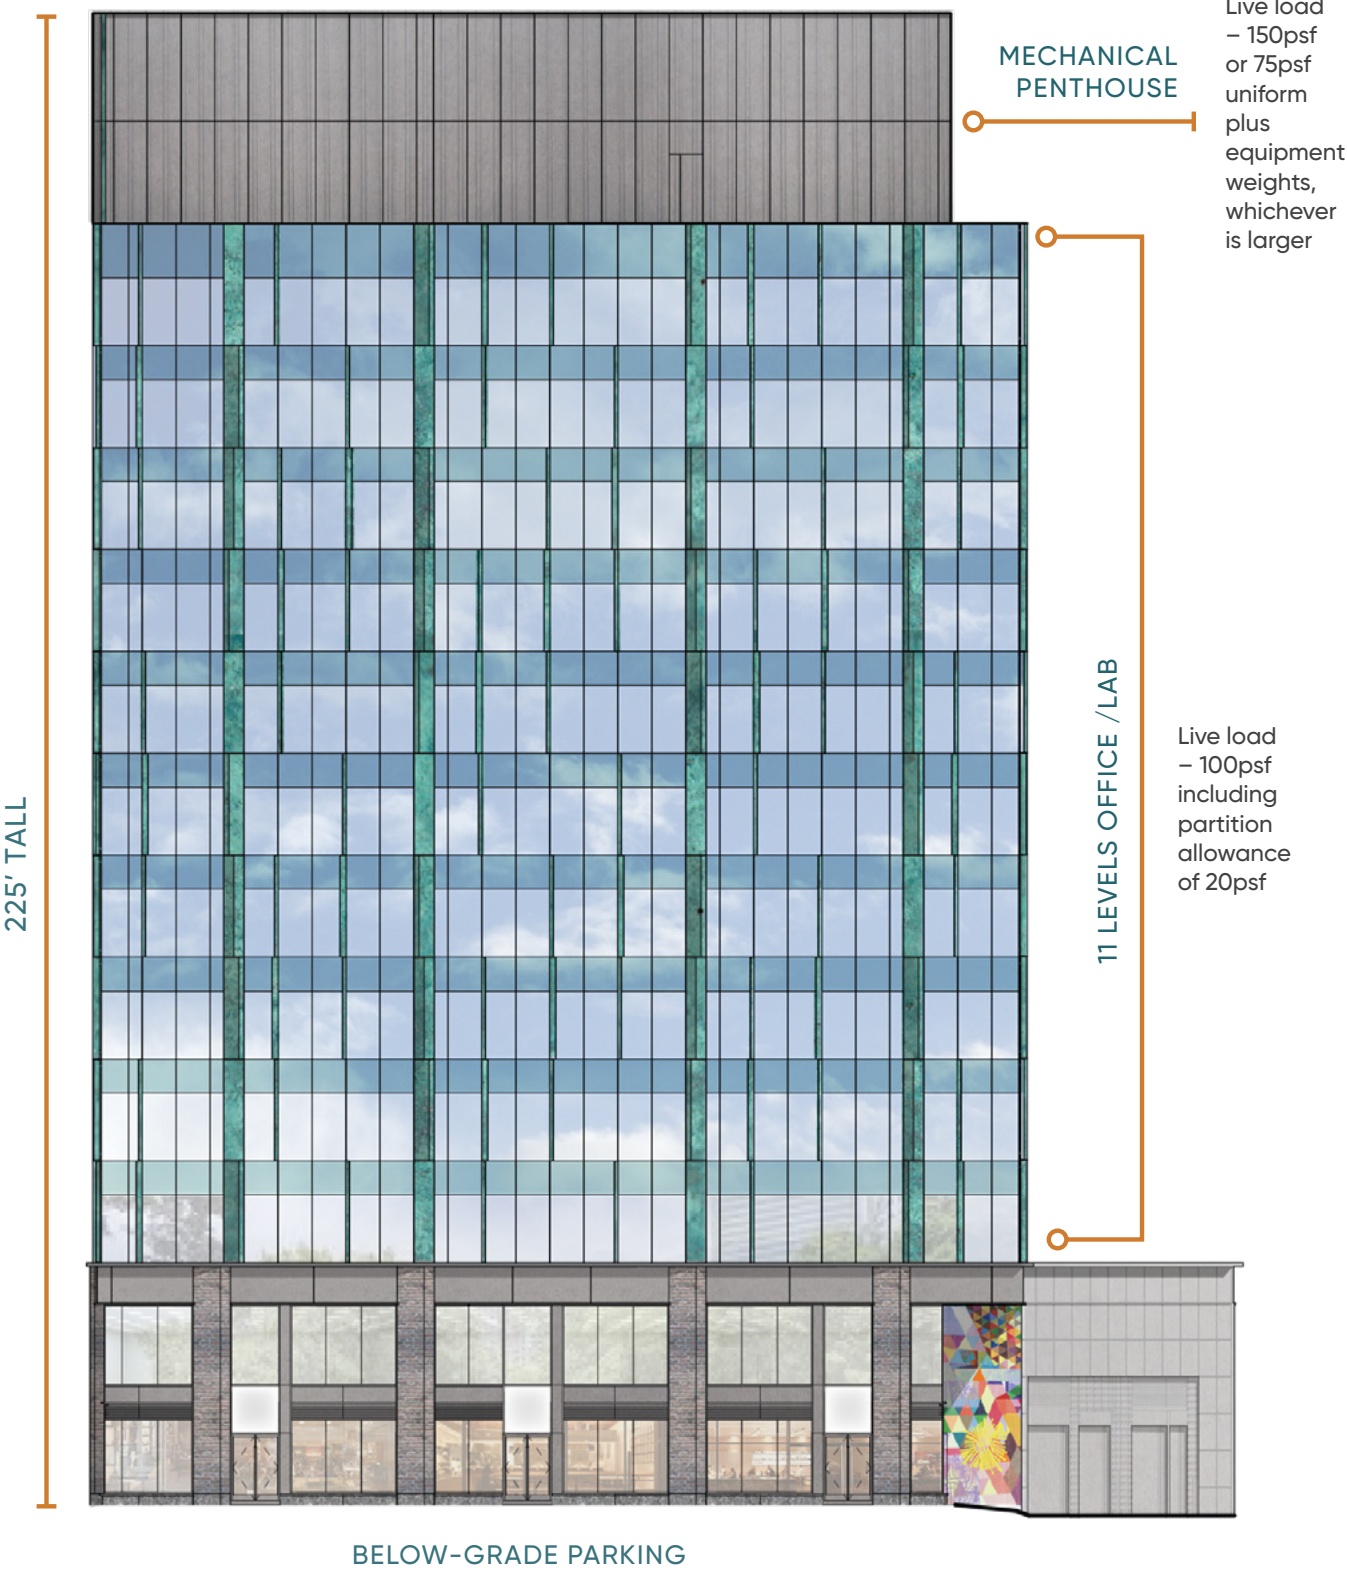 Live load
– 150psf
or 75psf
uniform
plus
equipment
weights,
whichever
is larger
MECHANICAL
PENTHOUSE
11 LEVELS OFFICE /LAB
Live load
– 100psf
including
partition
allowance
of 20psf
225' TALL
BELOW-GRADE PARKING